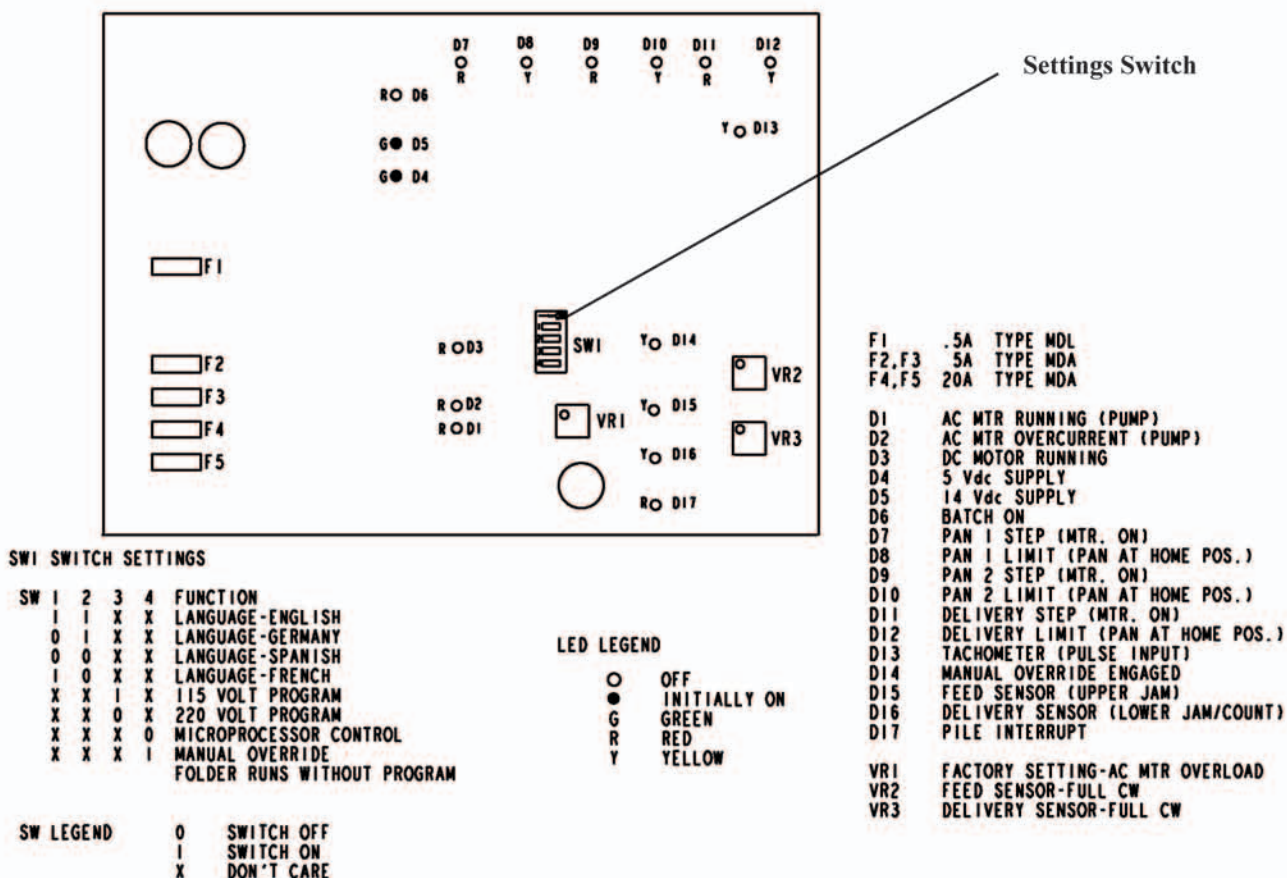 D7 D8 D9 D10 D11 D12
R Y R Y R Y
Settings Switch
R D6
Y D13
G D5
G D4
F1
R D3
SW1
Y D14
F2
VR2
F3
R D2
Y D15
VR1
F4
R D1
VR3
F5
Y D16
R D17
F1 .5A TYPE MDL
F2,F3 .5A TYPE MDA
F4,F5 20A TYPE MDA
D1 AC MTR RUNNING (PUMP)
D2 AC MTR OVERCURRENT (PUMP)
D3 DC MOTOR RUNNING
D4 5 Vdc SUPPLY
D5 14 Vdc SUPPLY
D6 BATCH ON
D7 PAN 1 STEP (MTR. ON)
D8 PAN 1 LIMIT (PAN AT HOME POS.)
D9 PAN 2 STEP (MTR. ON)
D10 PAN 2 LIMIT (PAN AT HOME POS.)
D11 DELIVERY STEP (MTR. ON)
D12 DELIVERY LIMIT (PAN AT HOME POS.)
D13 TACHOMETER (PULSE INPUT)
D14 MANUAL OVERRIDE ENGAGED
D15 FEED SENSOR (UPPER JAM)
D16 DELIVERY SENSOR (LOWER JAM/COUNT)
D17 PILE INTERRUPT
VR1 FACTORY SETTING-AC MTR OVERLOAD
VR2 FEED SENSOR-FULL CW
VR3 DELIVERY SENSOR-FULL CW
SW1 SWITCH SETTINGS
SW 1 2 3 4 FUNCTION
1 1 X X LANGUAGE-ENGLISH
0 1 X X LANGUAGE-GERMANY
0 0 X X LANGUAGE-SPANISH
1 0 X X LANGUAGE-FRENCH
X X 1 X 115 VOLT PROGRAM
X X 0 X 220 VOLT PROGRAM
X X X 0 MICROPROCESSOR CONTROL
X X X 1 MANUAL OVERRIDE
FOLDER RUNS WITHOUT PROGRAM
SW LEGEND 0 SWITCH OFF
1 SWITCH ON
X DON'T CARE
LED LEGEND
OFF
INITIALLY ON
G GREEN
R RED
Y YELLOW